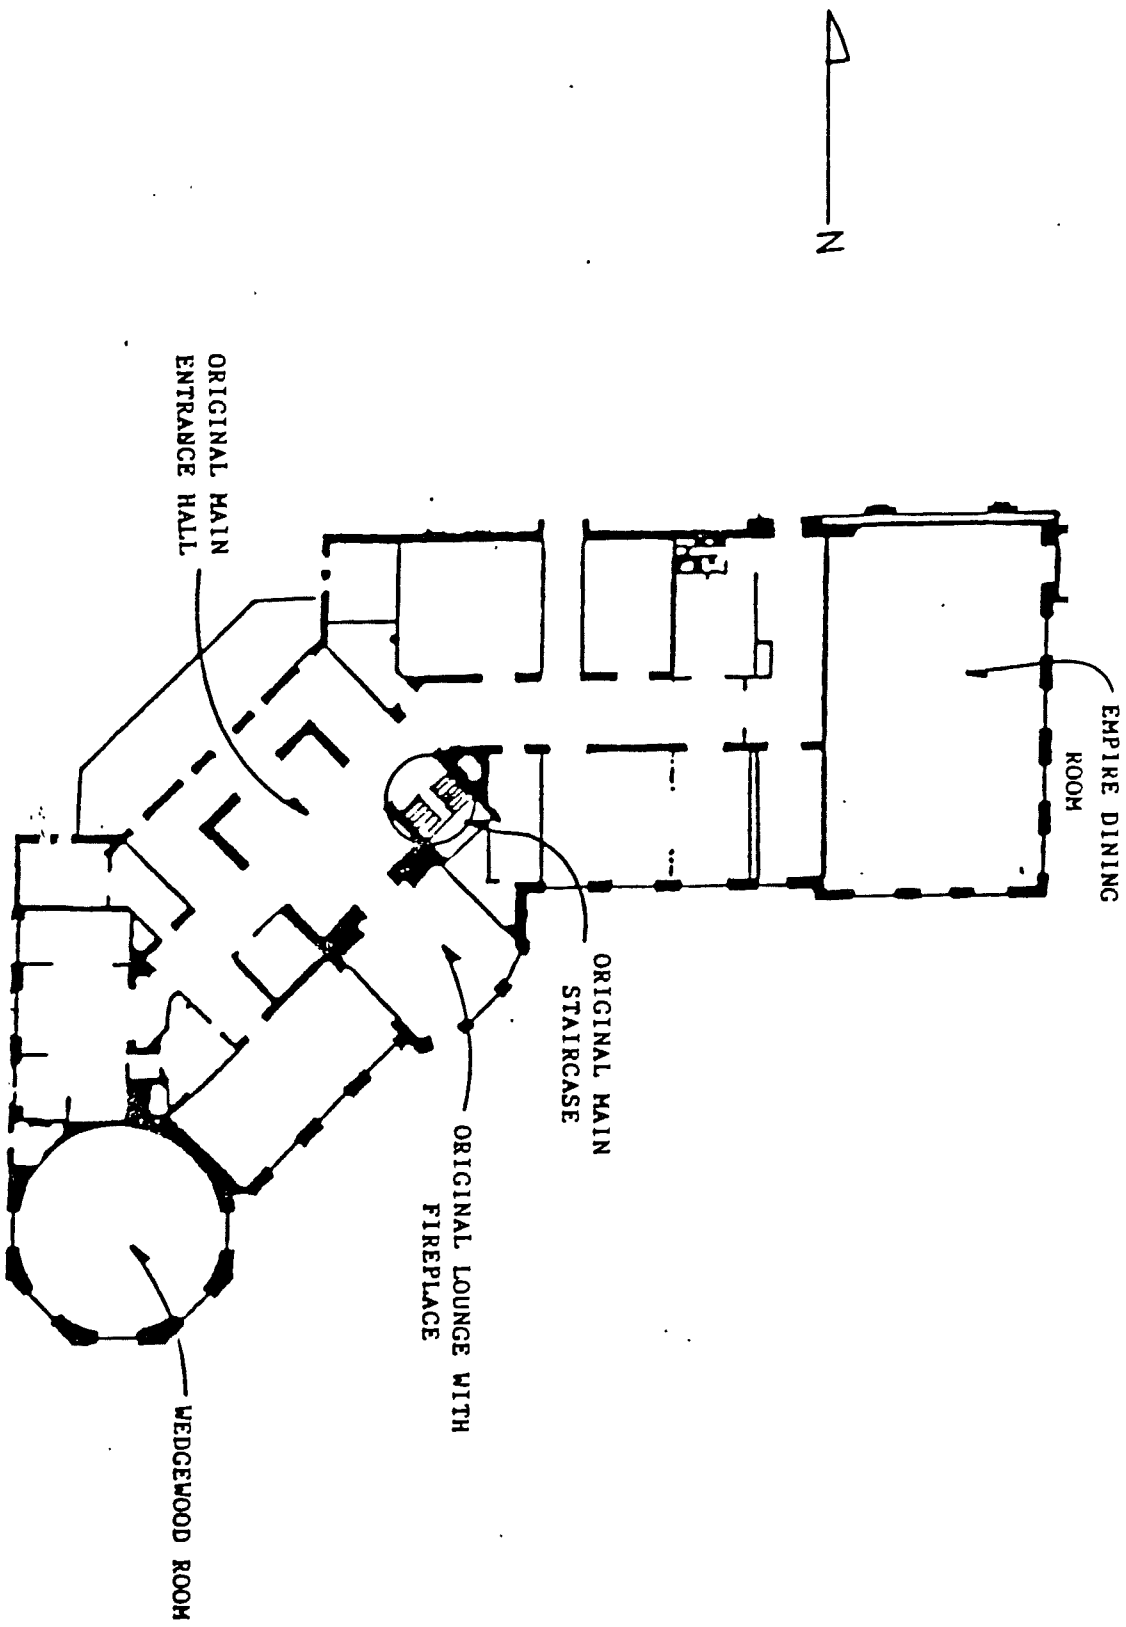 N
EMPIRE DINING
ROOM
ORIGINAL MAIN
STAIRCASE
ORIGINAL LOUNGE WITH
FIREPLACE
ORIGINAL MAIN
ENTRANCE HALL
WEDGEWOOD ROOM